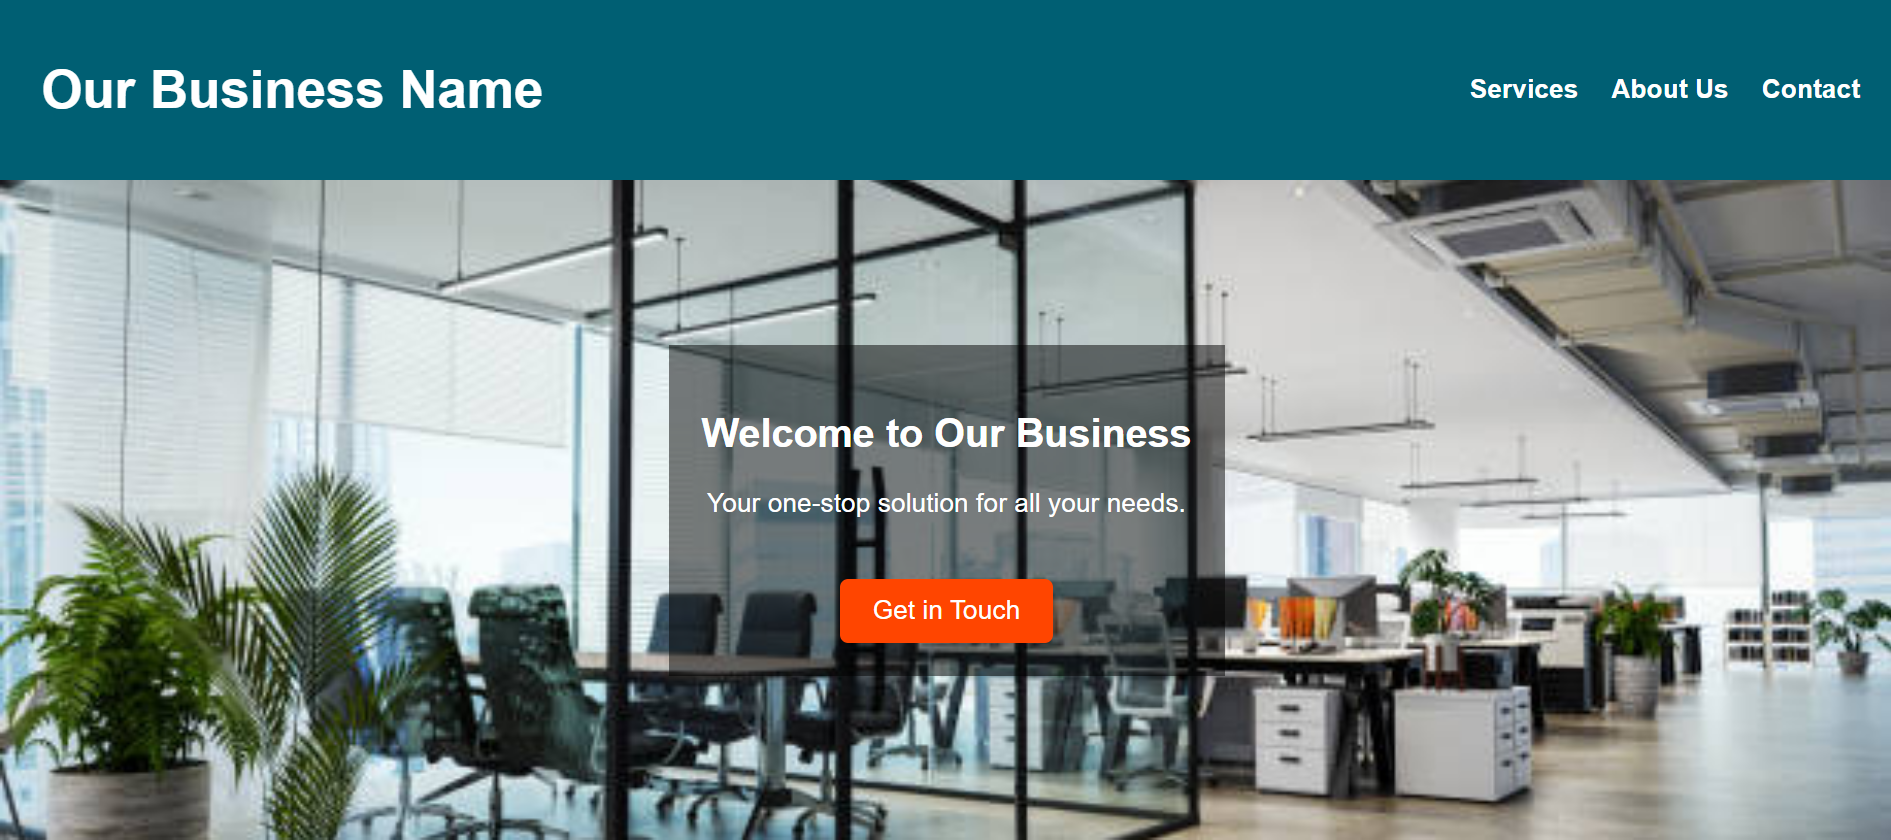 Our Business Name
Services About Us Contact
Welcome to Our Business
Your one-stop solution for all your needs.
Get in Touch